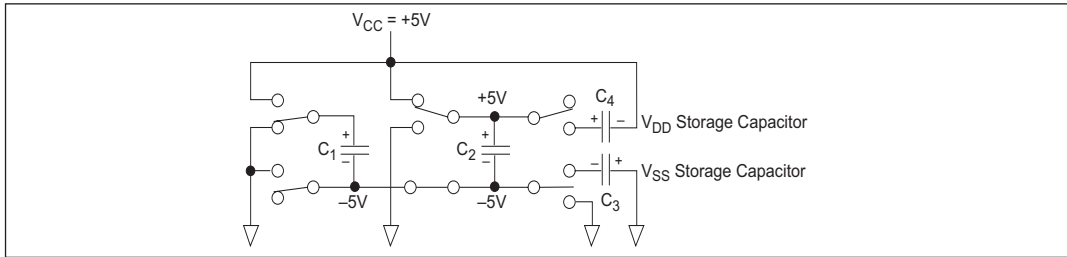 V_CC = +5V
+5V
C_4
+ −
V_DD Storage Capacitor
+
C_1
−
+
C_2
−
− +
V_SS Storage Capacitor
–5V
–5V
C_3